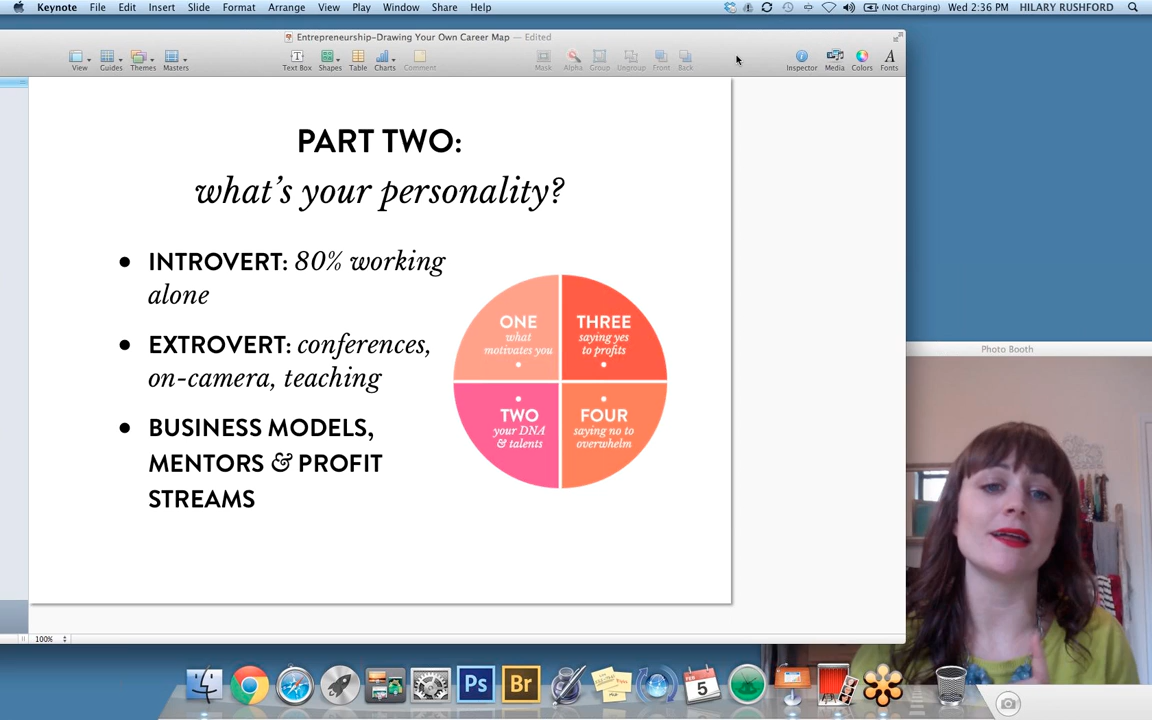 Keynote File Edit Insert Slide Format Arrange View Play Window Share Help (Not Charging) Wed 2:36 PM HILARY RUSHFORD
Entrepreneurship–Drawing Your Own Career Map — Edited
View Guides Themes Masters Text Box Shapes Table Charts Comment Mask Alpha Group Ungroup Front Back Inspector Media Colors Fonts
PART TWO:
what's your personality?
• INTROVERT: 80% working
alone
• EXTROVERT: conferences,
on-camera, teaching
• BUSINESS MODELS,
MENTORS & PROFIT
STREAMS
ONE
what
motivates you
THREE
saying yes
to profits
TWO
your DNA
& talents
FOUR
saying no to
overwhelm
Photo Booth
100%
Ps
Br
FEB
5